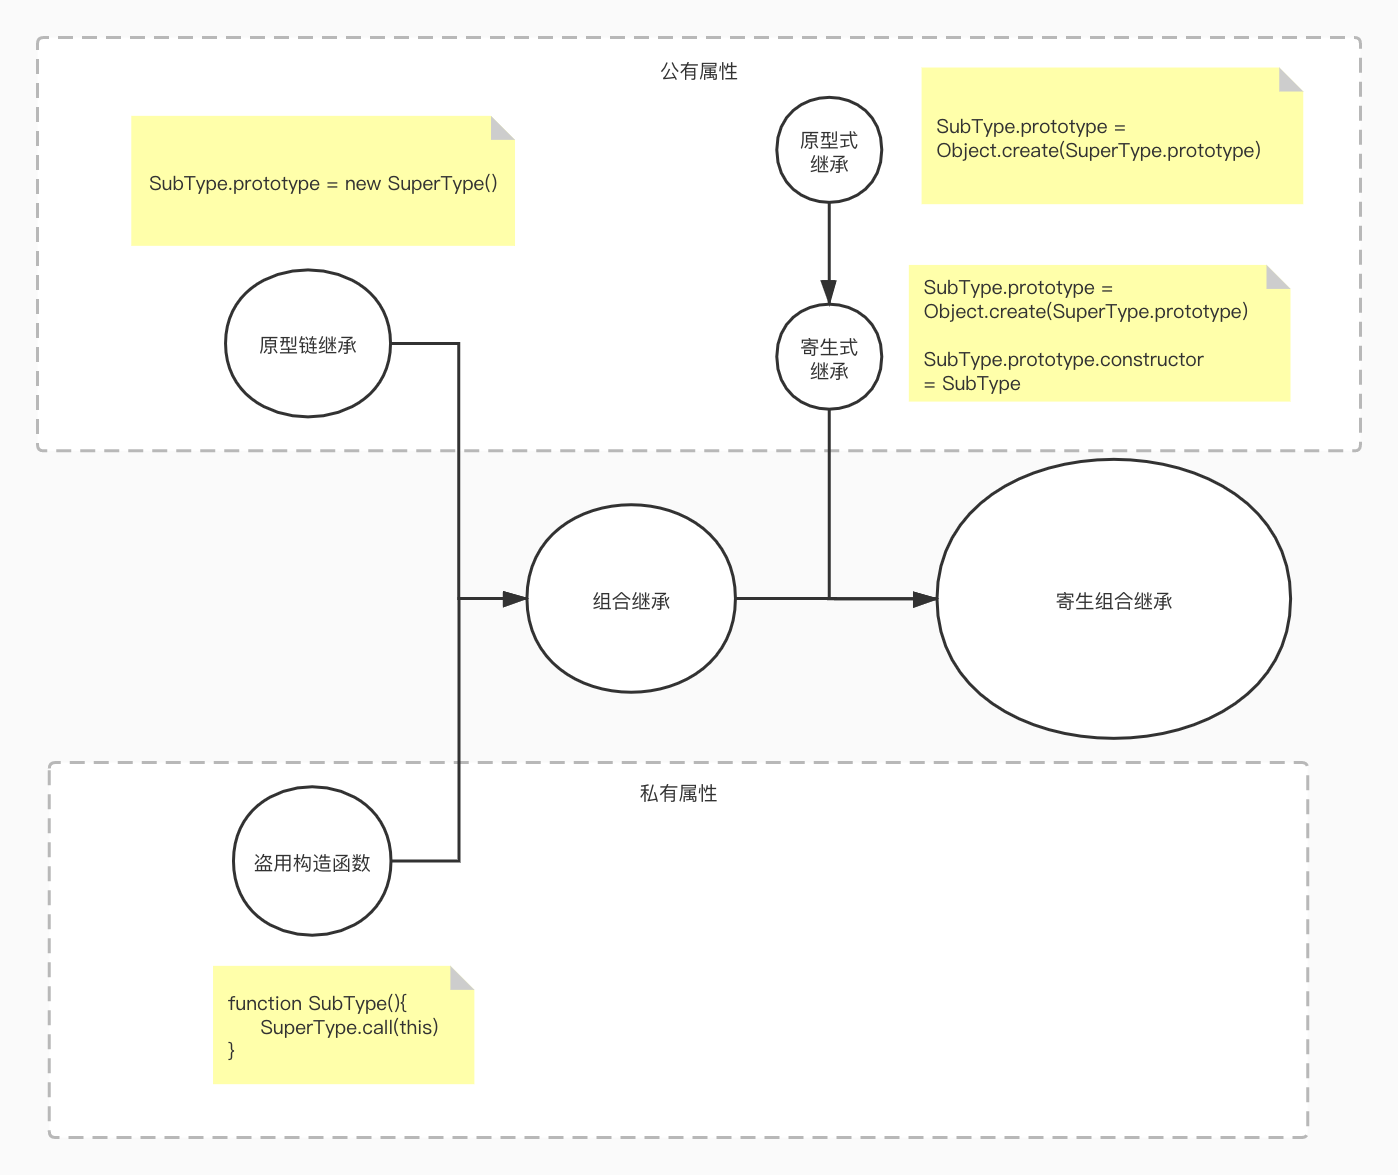 公有属性
SubType.prototype = new SuperType()
原型式
继承
SubType.prototype =
Object.create(SuperType.prototype)
原型链继承
寄生式
继承
SubType.prototype =
Object.create(SuperType.prototype)
SubType.prototype.constructor
= SubType
组合继承
寄生组合继承
私有属性
盗用构造函数
function SubType(){
SuperType.call(this)
}